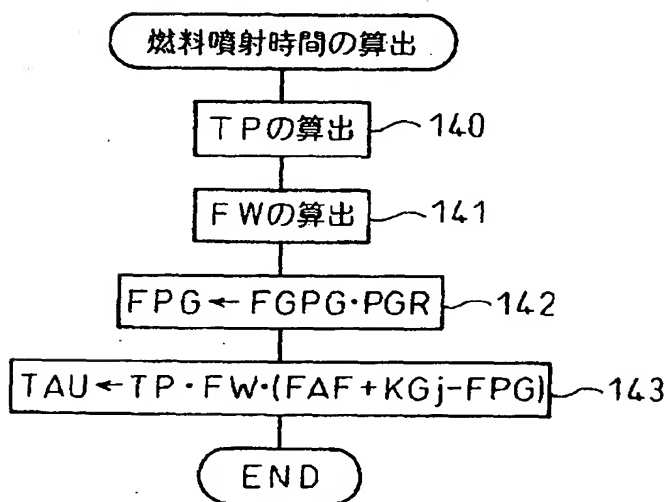 燃料噴射時間の算出
TPの算出 140
FWの算出 141
FPG←FGPG・PGR 142
TAU←TP・FW・(FAF+KGj-FPG) 143
END